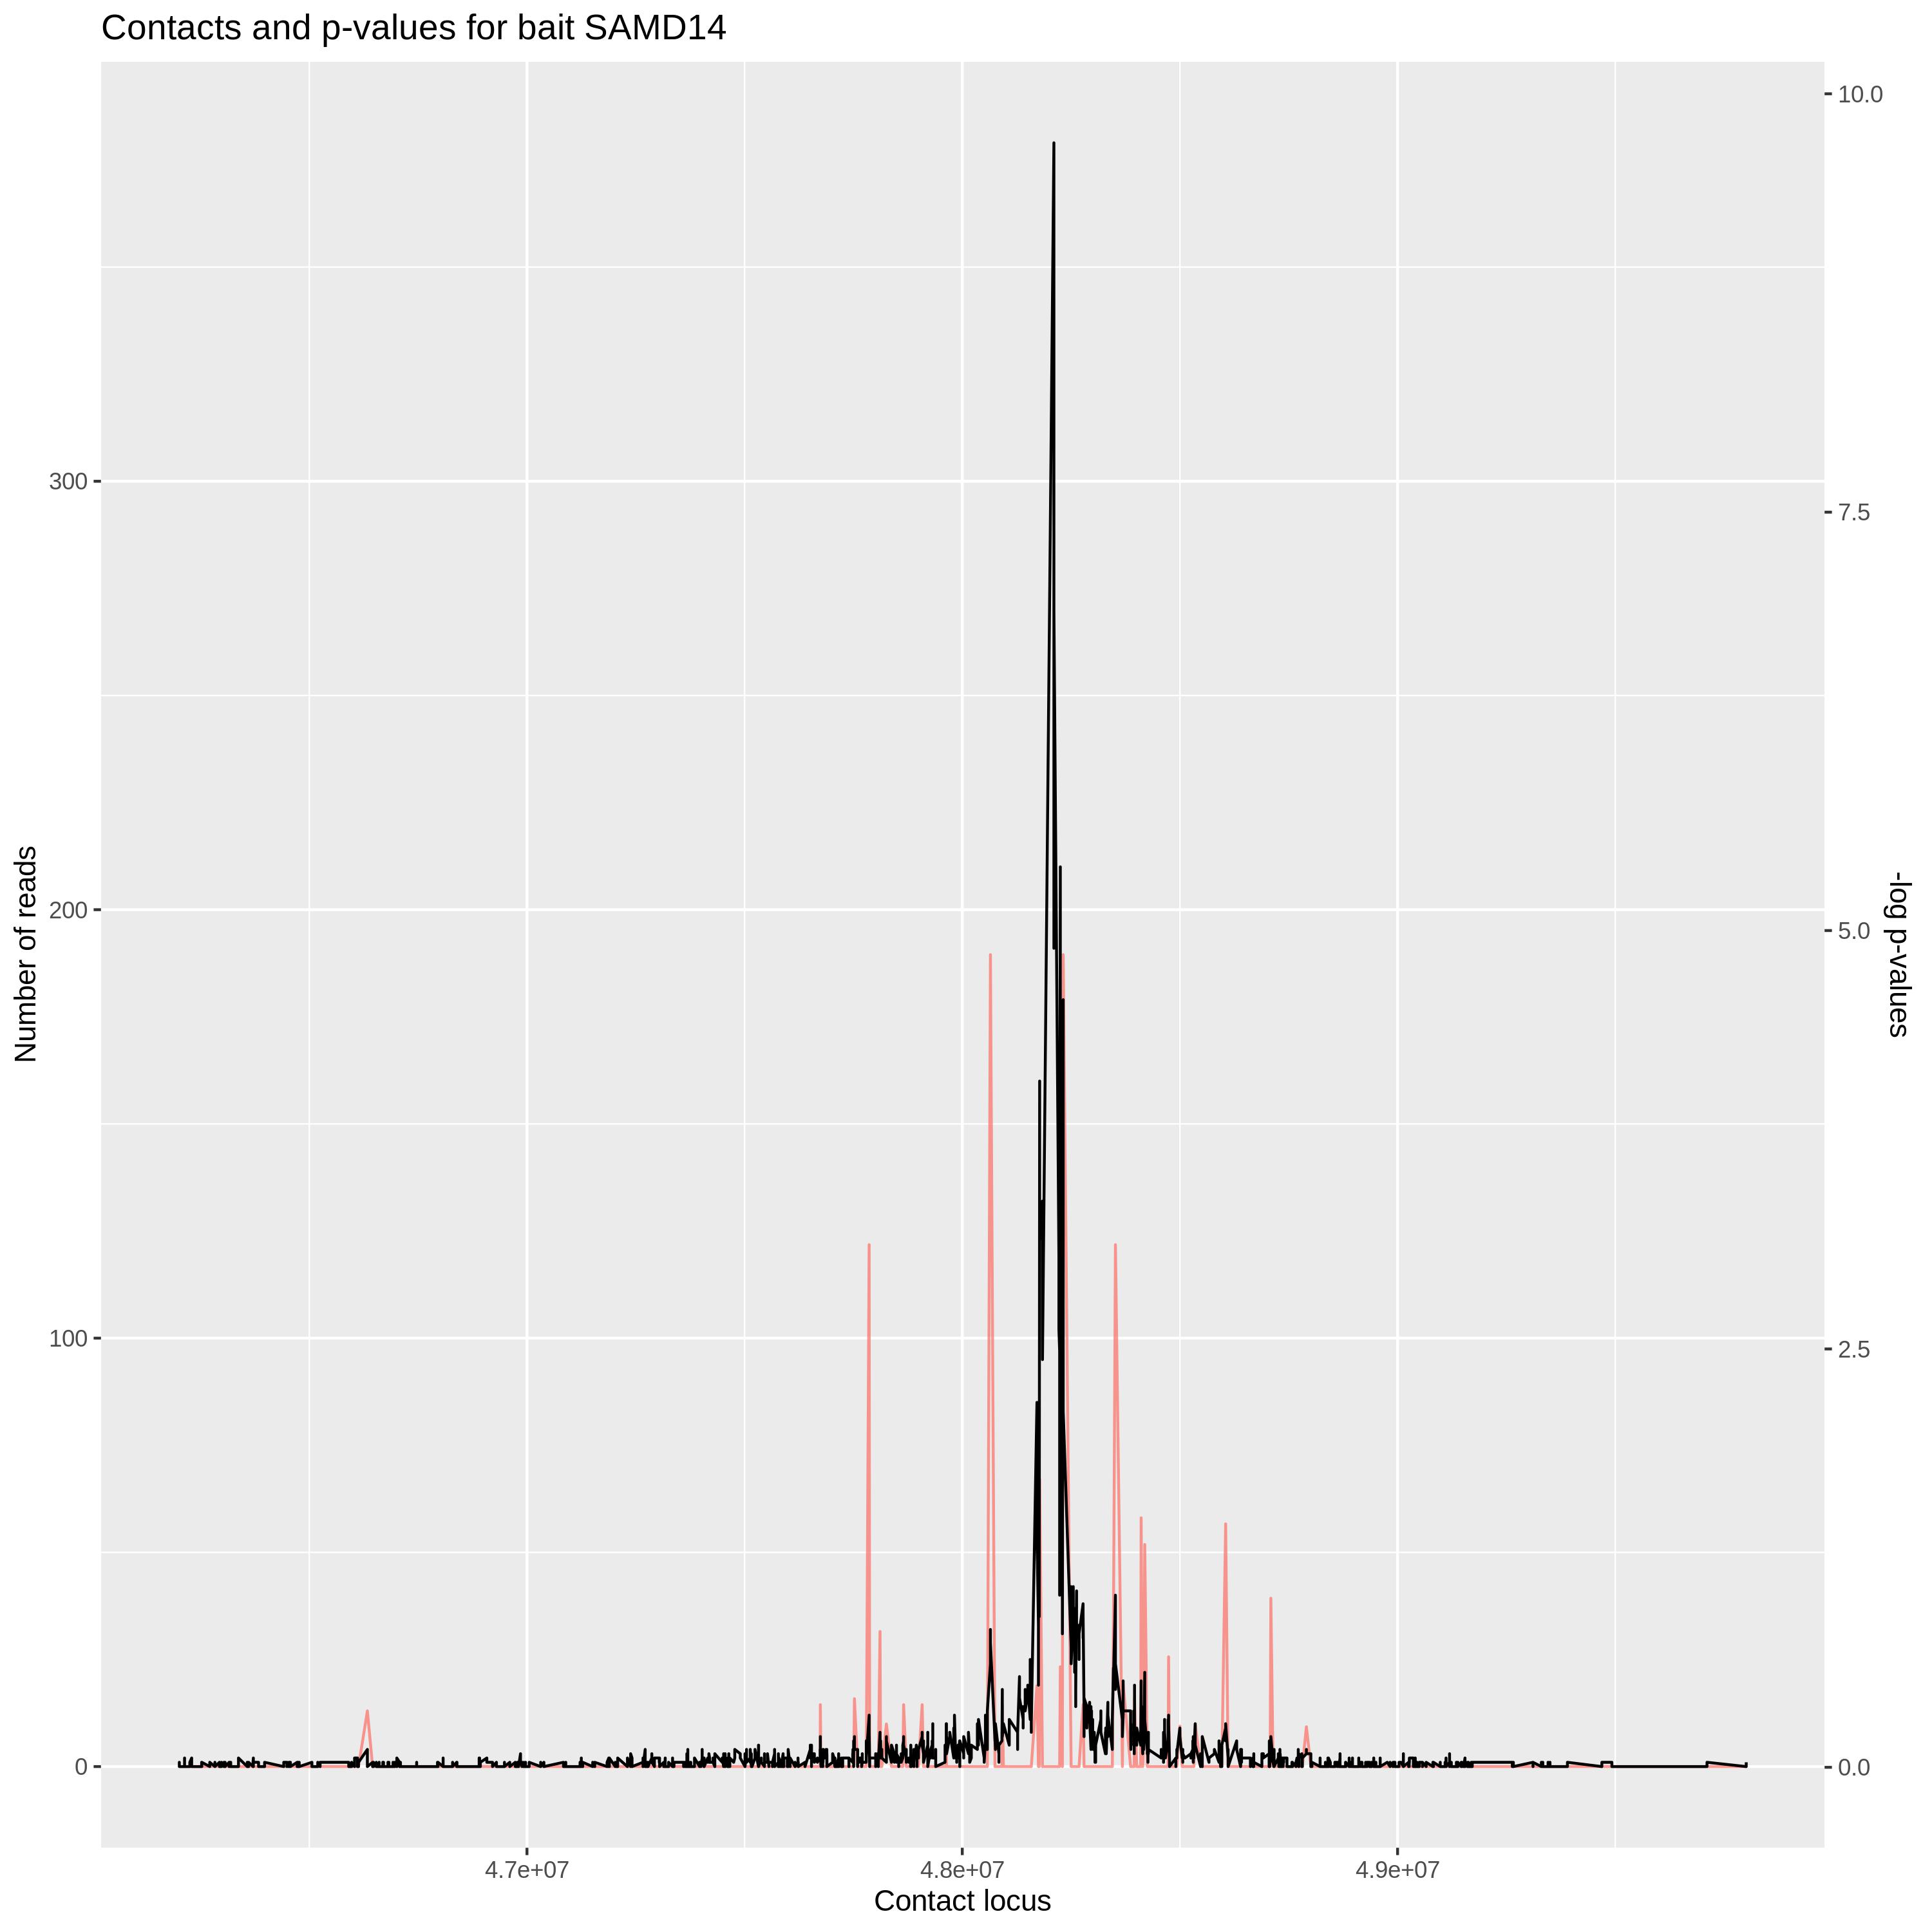 Contacts and p-values for bait SAMD14
10.0
7.5
5.0
2.5
0.0
300
200
100
0
Number of reads
-log p-values
4.7e+07
4.8e+07
4.9e+07
Contact locus